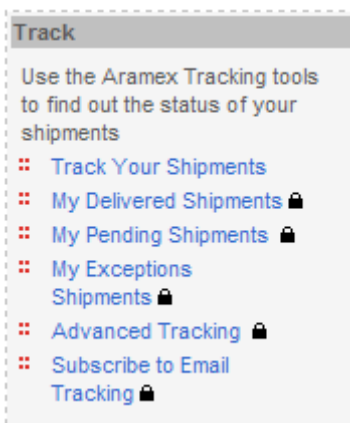 Track
Use the Aramex Tracking tools
to find out the status of your
shipments
Track Your Shipments
My Delivered Shipments
My Pending Shipments
My Exceptions
Shipments
Advanced Tracking
Subscribe to Email
Tracking